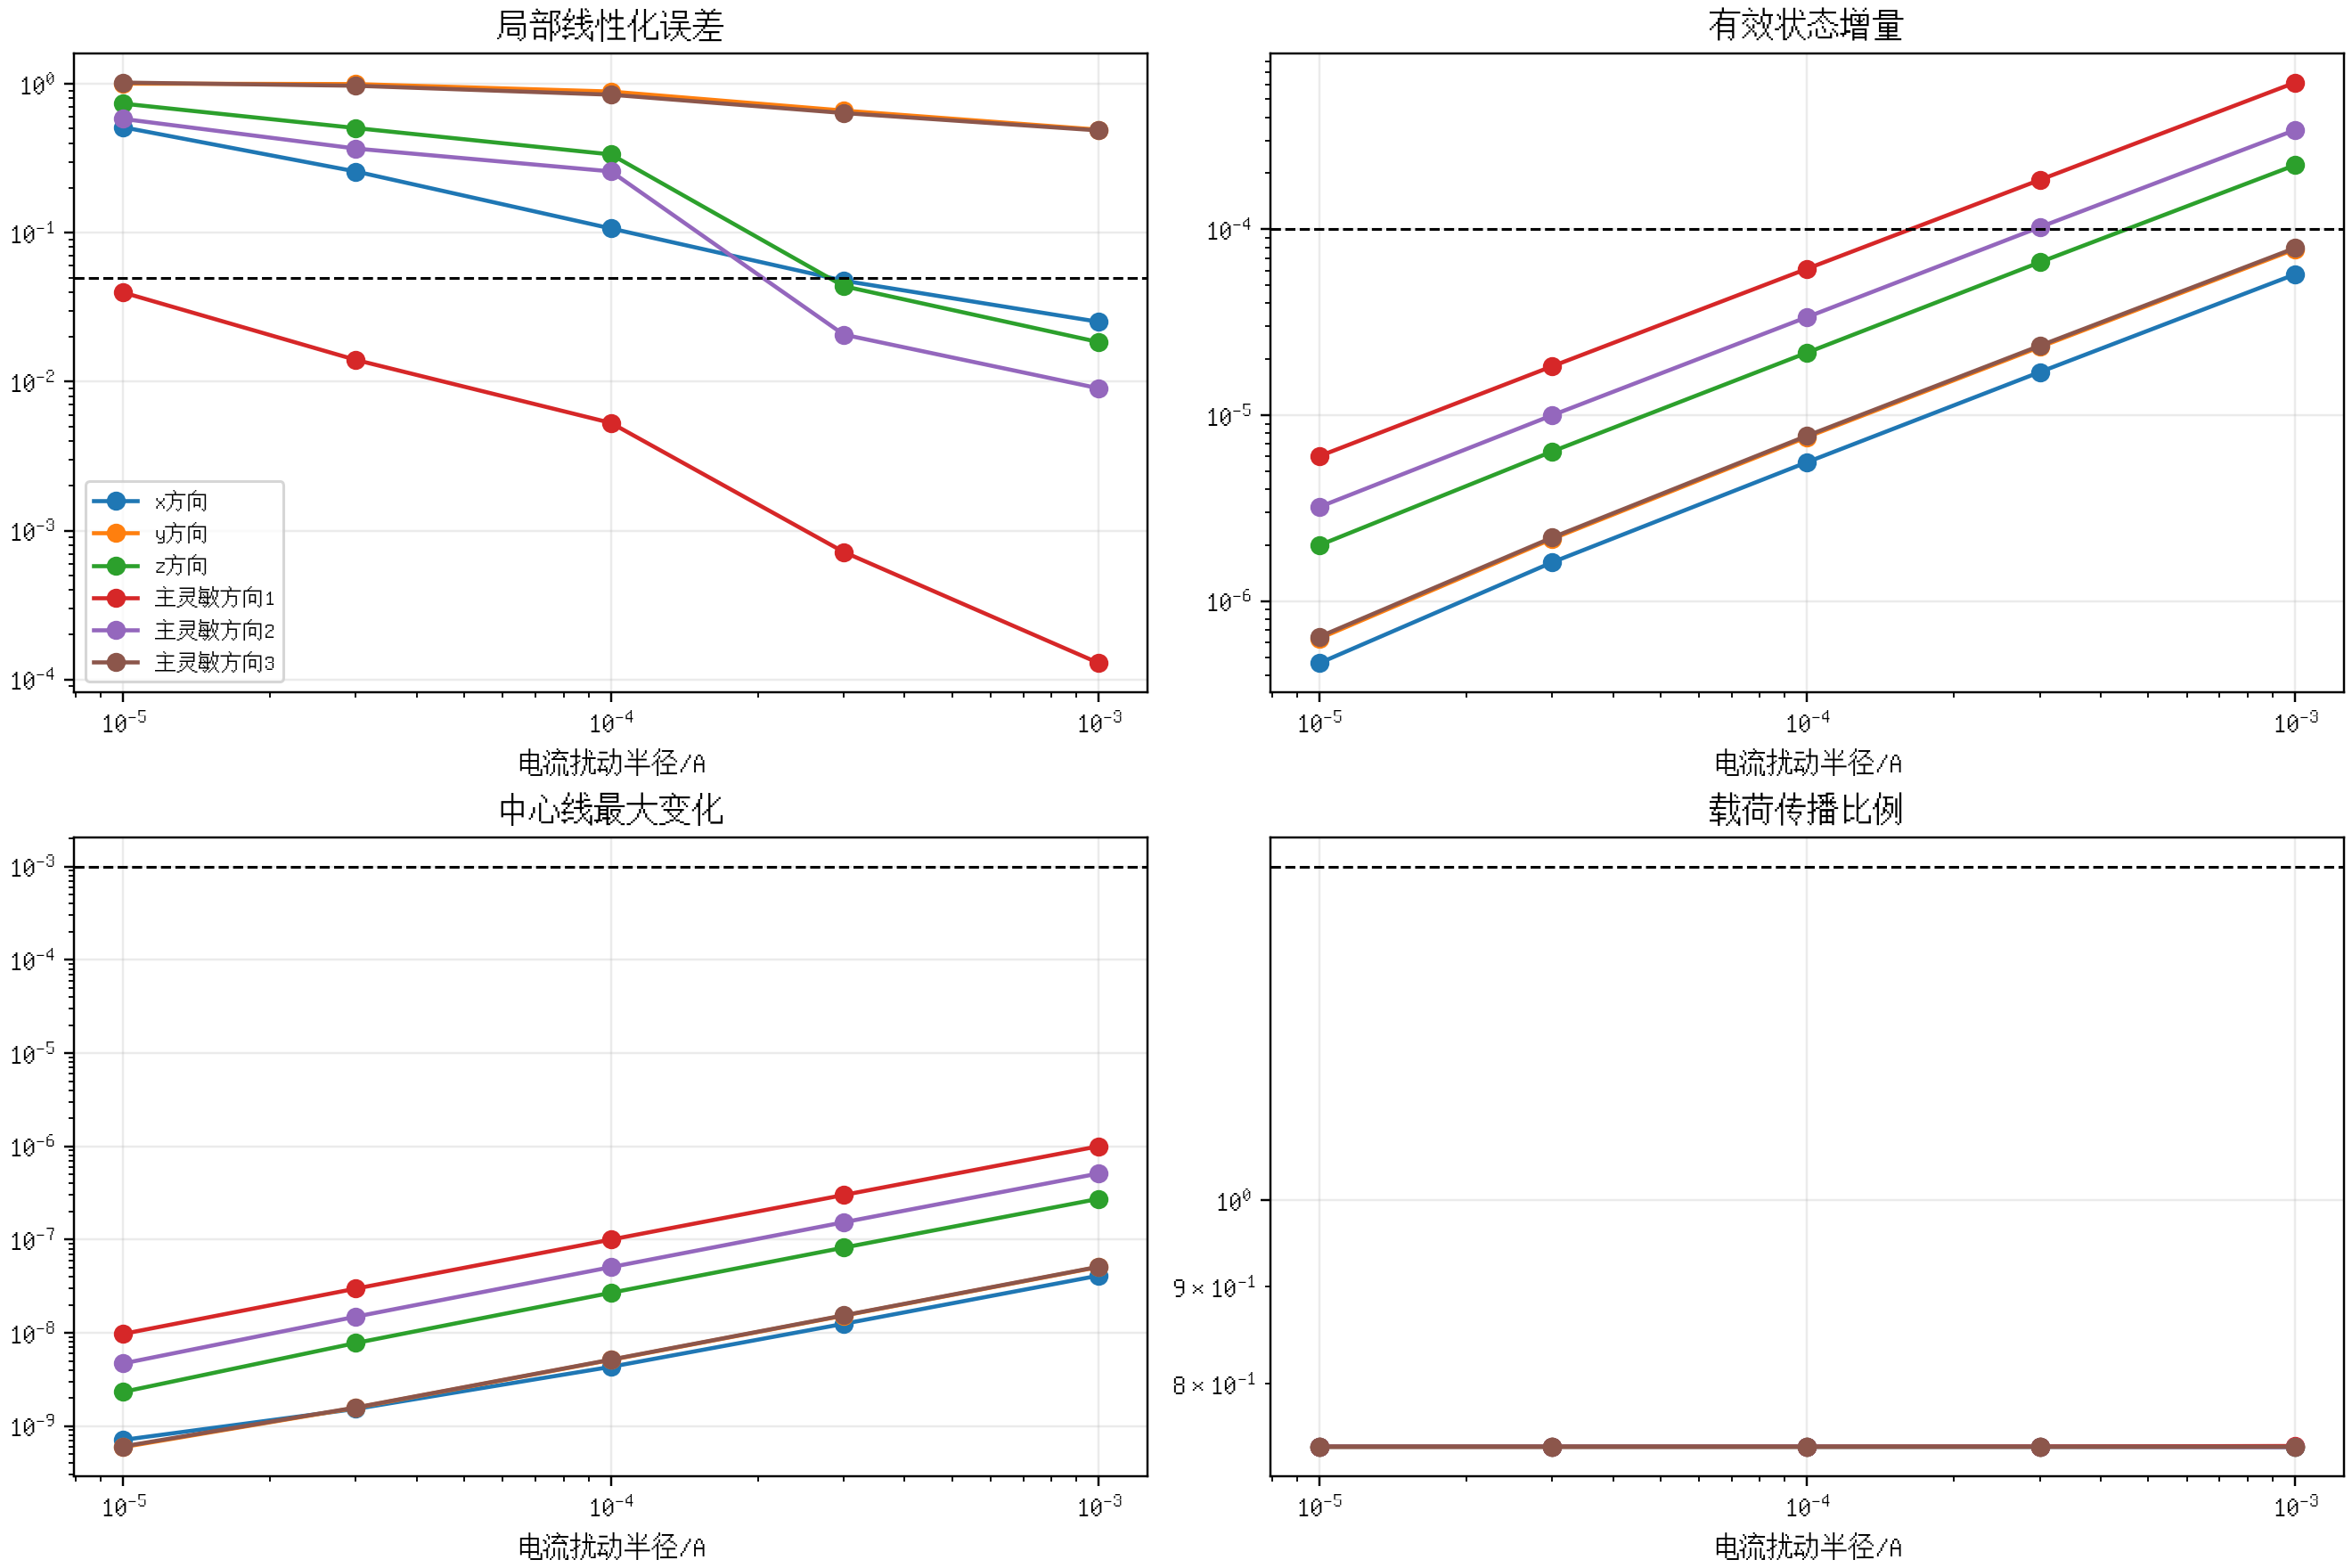 局部线性化误差
10⁰
10⁻¹
10⁻²
10⁻³
10⁻⁴
x方向
y方向
z方向
主灵敏方向1
主灵敏方向2
主灵敏方向3
10⁻⁵
10⁻⁴
10⁻³
电流扰动半径/A
有效状态增量
10⁻⁴
10⁻⁵
10⁻⁶
10⁻⁵
10⁻⁴
10⁻³
电流扰动半径/A
中心线最大变化
10⁻³
10⁻⁴
10⁻⁵
10⁻⁶
10⁻⁷
10⁻⁸
10⁻⁹
10⁻⁵
10⁻⁴
10⁻³
电流扰动半径/A
载荷传播比例
10⁰
9×10⁻¹
8×10⁻¹
10⁻⁵
10⁻⁴
10⁻³
电流扰动半径/A